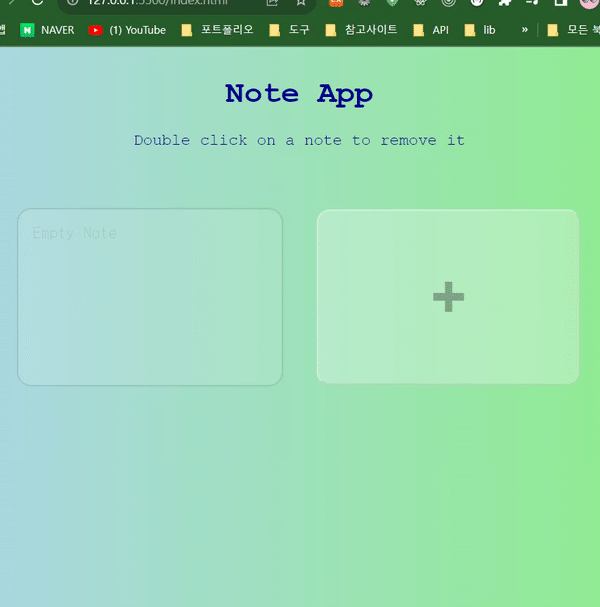 127.0.0.1:5500/index.html
앱 NAVER (1) YouTube 포트폴리오 도구 참고사이트 API lib » 모든 북
Note App
Double click on a note to remove it
Empty Note